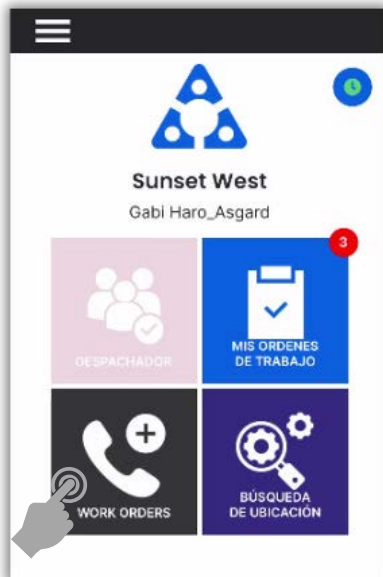 Sunset West
Gabi Haro_Asgard
3
DESPACHADOR
MIS ORDENES
DE TRABAJO
WORK ORDERS
BÚSQUEDA
DE UBICACIÓN